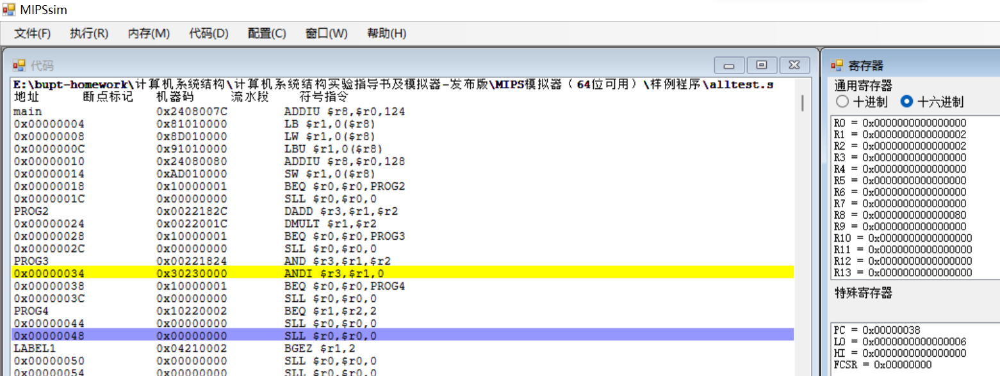 MIPSsim
文件(F) 执行(R) 内存(M) 代码(D) 配置(C) 窗口(W) 帮助(H)
代码
E:\bupt-homework\计算机系统结构\计算机系统结构实验指导书及模拟器-发布版\MIPS模拟器（64位可用）\样例程序\alltest.s
地址 断点标记 机器码 流水段 符号指令
main 0x2408007C ADDIU $r8,$r0,124
0x00000004 0x81010000 LB $r1,0($r8)
0x00000008 0x8D010000 LW $r1,0($r8)
0x0000000C 0x91010000 LBU $r1,0($r8)
0x00000010 0x24080080 ADDIU $r8,$r0,128
0x00000014 0xAD010000 SW $r1,0($r8)
0x00000018 0x10000001 BEQ $r0,$r0,PROG2
0x0000001C 0x00000000 SLL $r0,$r0,0
PROG2 0x0022182C DADD $r3,$r1,$r2
0x00000024 0x0022001C DMULT $r1,$r2
0x00000028 0x10000001 BEQ $r0,$r0,PROG3
0x0000002C 0x00000000 SLL $r0,$r0,0
PROG3 0x00221824 AND $r3,$r1,$r2
0x00000034 0x30230000 ANDI $r3,$r1,0
0x00000038 0x10000001 BEQ $r0,$r0,PROG4
0x0000003C 0x00000000 SLL $r0,$r0,0
PROG4 0x10220002 BEQ $r1,$r2,2
0x00000044 0x00000000 SLL $r0,$r0,0
0x00000048 0x00000000 SLL $r0,$r0,0
LABEL1 0x04210002 BGEZ $r1,2
0x00000050 0x00000000 SLL $r0,$r0,0
0x00000054 0x00000000 SLL $r0,$r0,0
寄存器
通用寄存器
十进制 十六进制
R0 = 0x0000000000000000
R1 = 0x0000000000000002
R2 = 0x0000000000000002
R3 = 0x0000000000000000
R4 = 0x0000000000000000
R5 = 0x0000000000000000
R6 = 0x0000000000000000
R7 = 0x0000000000000000
R8 = 0x0000000000000080
R9 = 0x0000000000000000
R10 = 0x0000000000000000
R11 = 0x0000000000000000
R12 = 0x0000000000000000
R13 = 0x0000000000000000
特殊寄存器
PC = 0x00000038
LO = 0x0000000000000006
HI = 0x0000000000000000
FCSR = 0x00000000